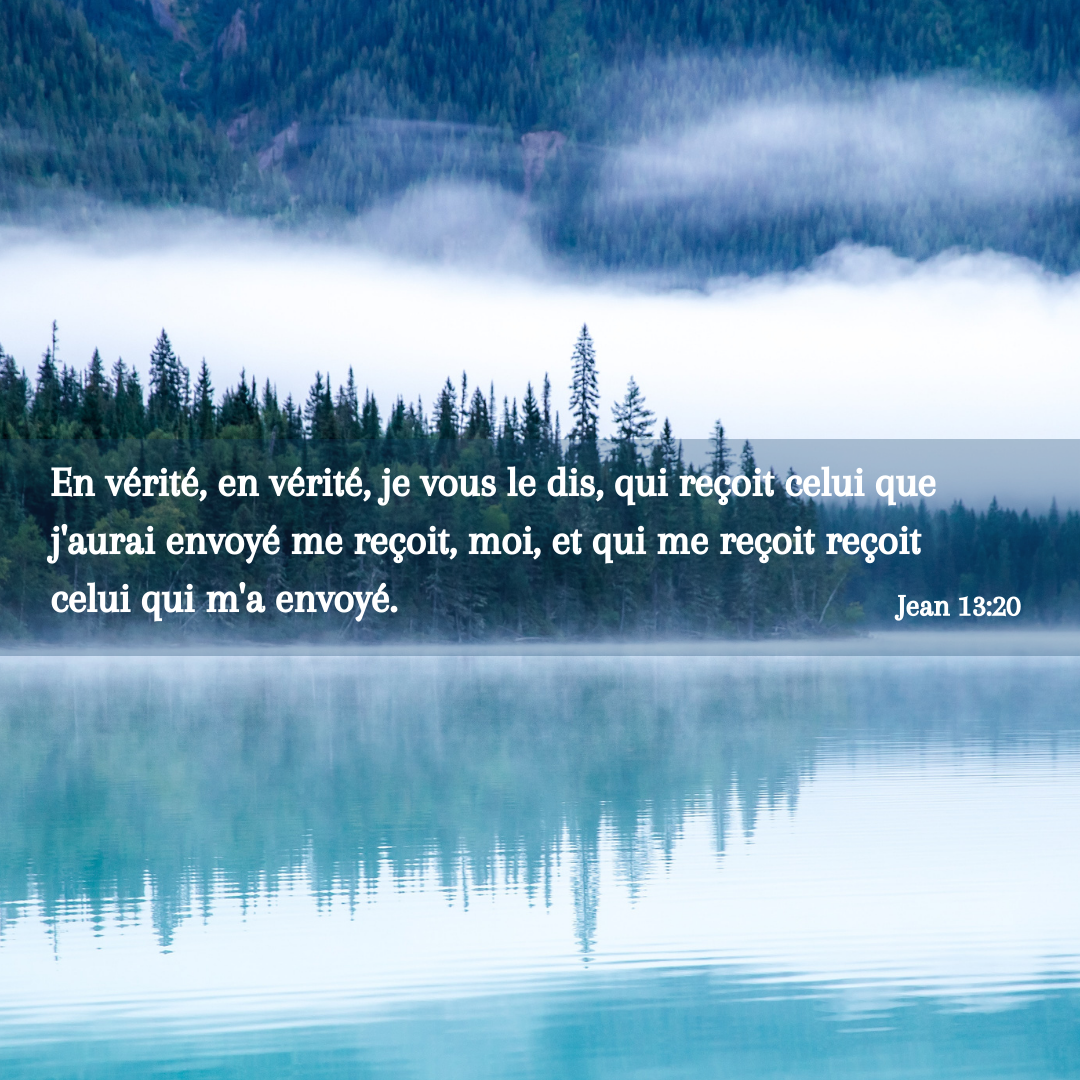 En vérité, en vérité, je vous le dis, qui reçoit celui que
j'aurai envoyé me reçoit, moi, et qui me reçoit reçoit
celui qui m'a envoyé.
Jean 13:20